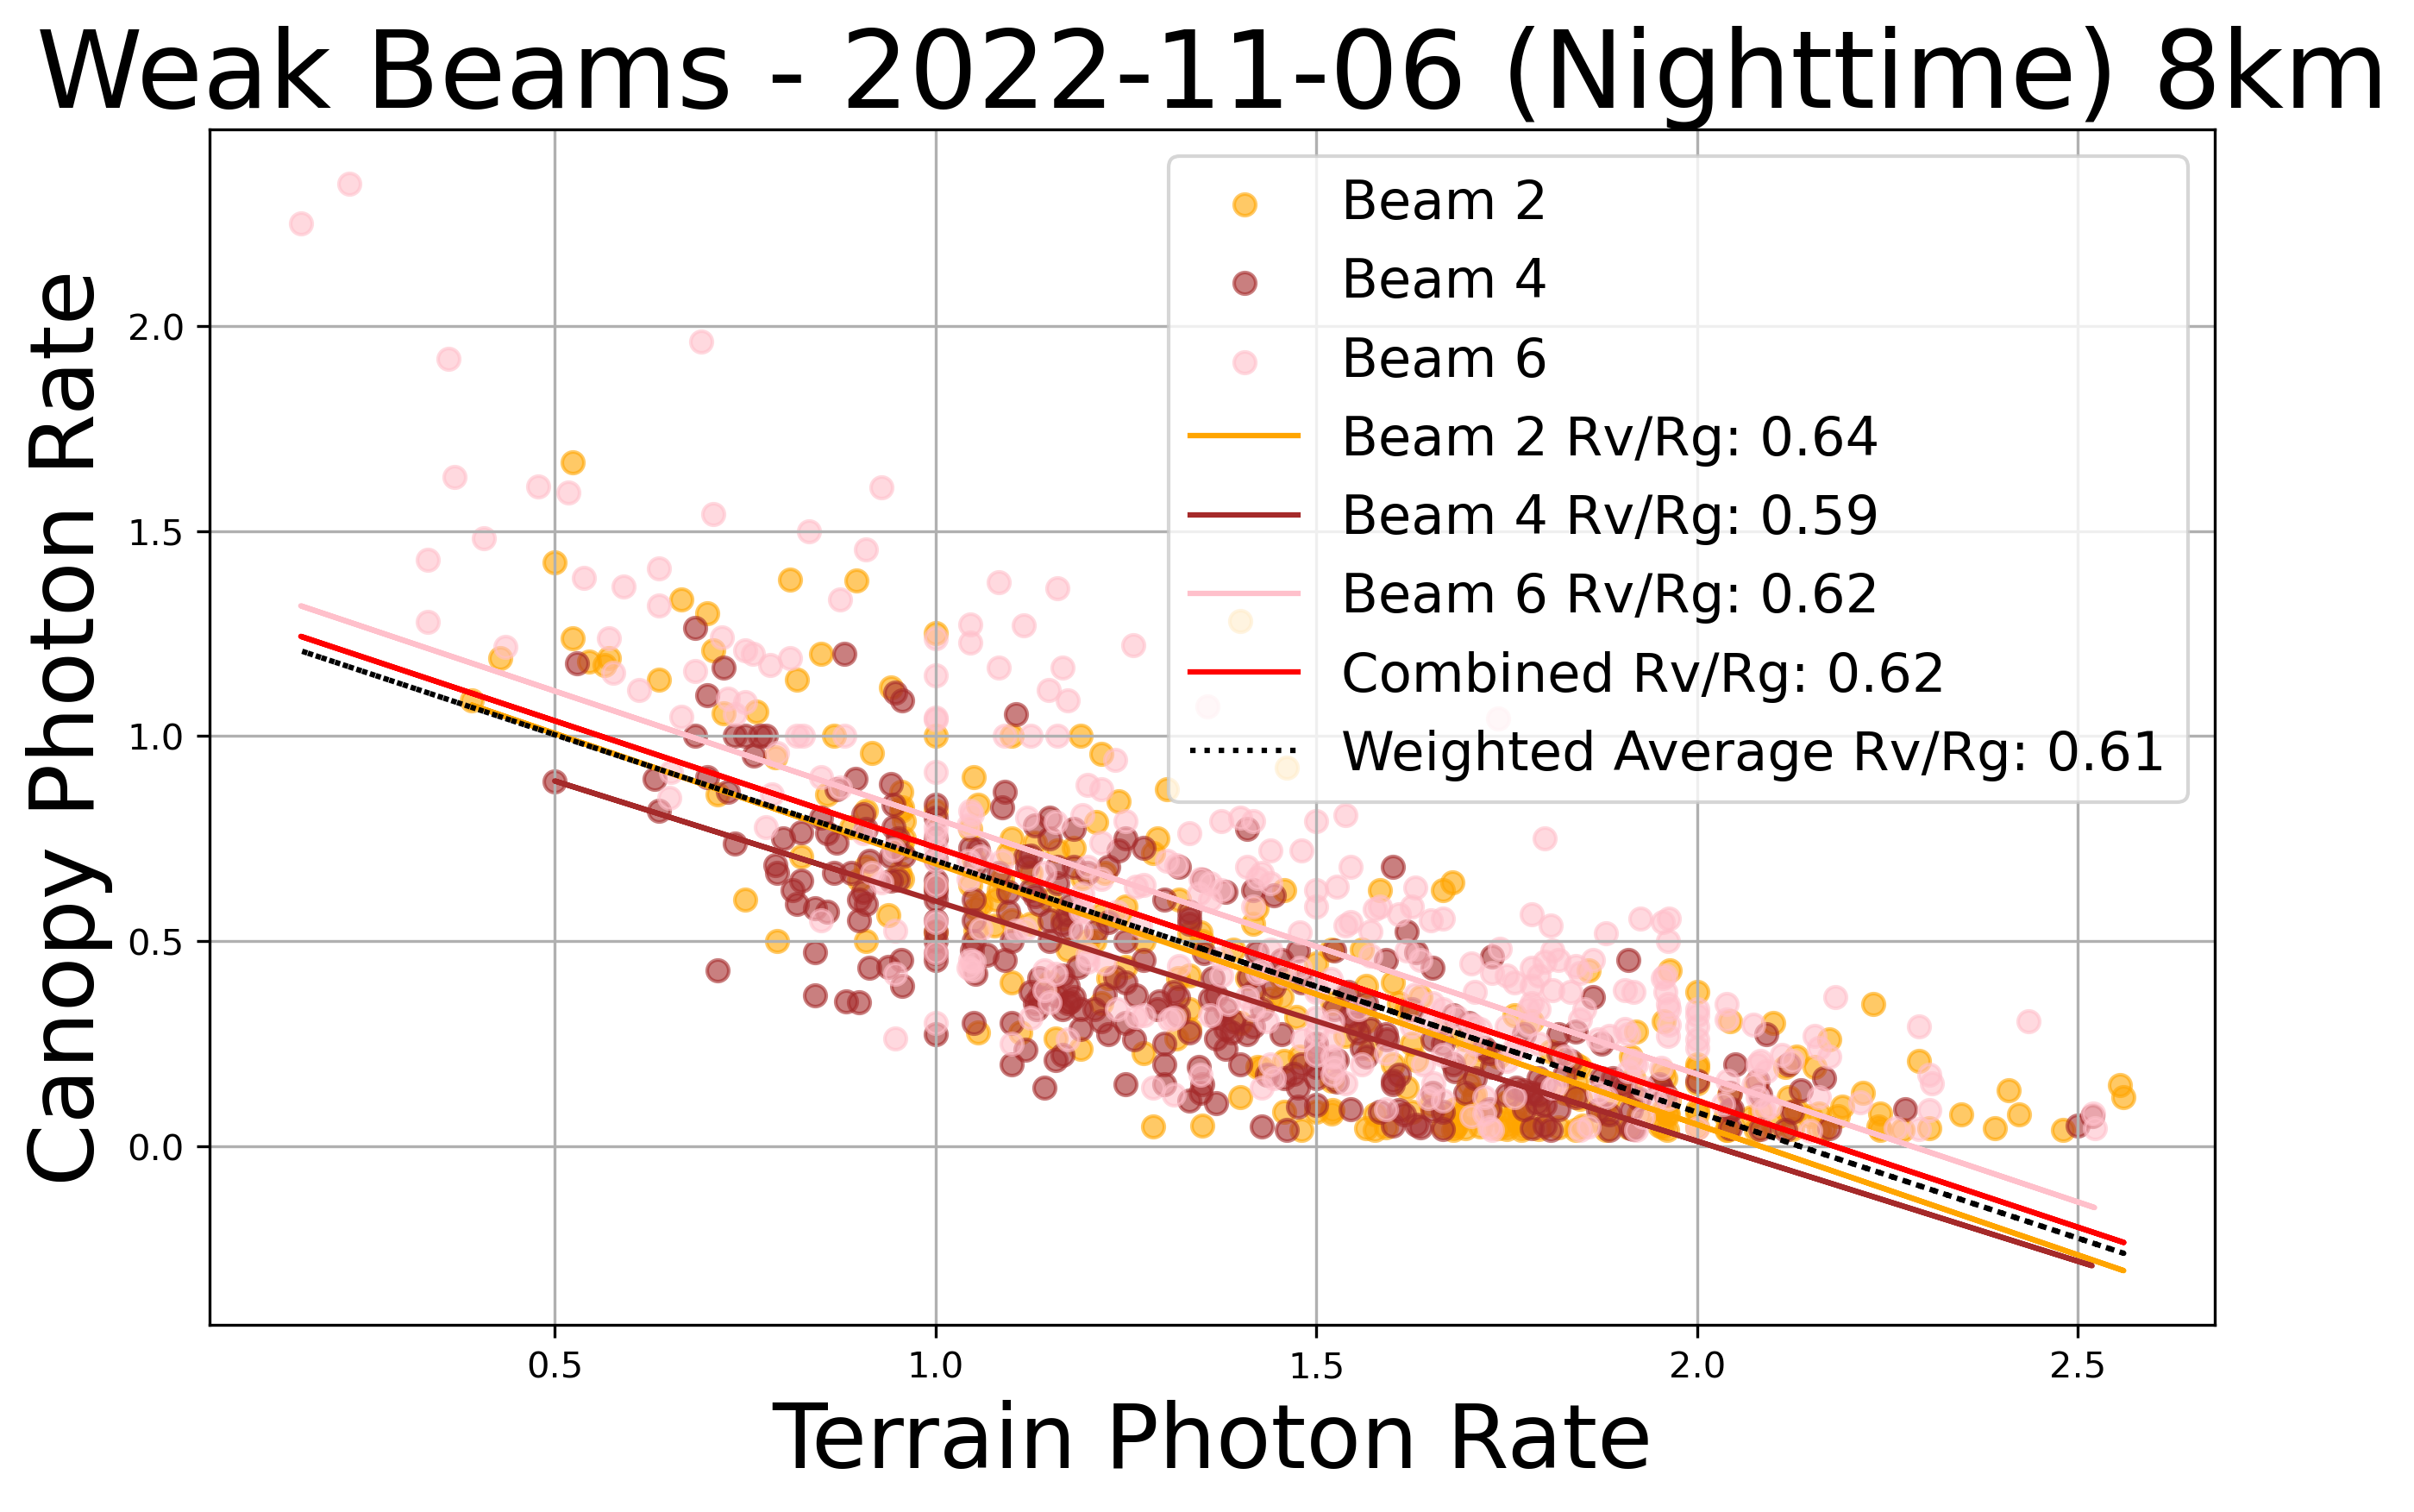 Weak Beams - 2022-11-06 (Nighttime) 8km
Canopy Photon Rate
2.0
1.5
1.0
0.5
0.0
Beam 2
Beam 4
Beam 6
Beam 2 Rv/Rg: 0.64
Beam 4 Rv/Rg: 0.59
Beam 6 Rv/Rg: 0.62
Combined Rv/Rg: 0.62
Weighted Average Rv/Rg: 0.61
0.5
1.0
1.5
2.0
2.5
Terrain Photon Rate